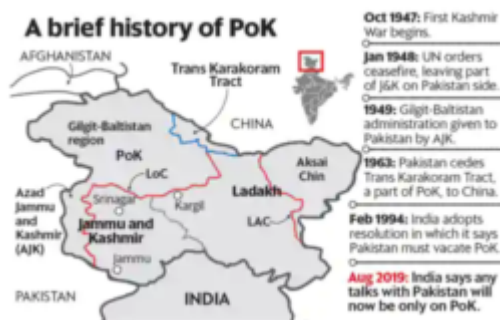 A brief history of PoK
AFGHANISTAN
Trans Karakoram
Tract
CHINA
Gilgit-Baltistan
region
PoK
LoC
Aksai
Chin
Ladakh
Srinagar
Kargil
Azad
Jammu
and
Kashmir
(AJK)
Jammu and
Kashmir
LAC
Jammu
PAKISTAN
INDIA
Oct 1947: First Kashmir
War begins.
Jan 1948: UN orders
ceasefire, leaving part
of J&K on Pakistan side.
1949: Gilgit-Baltistan
administration given to
Pakistan by AJK.
1963: Pakistan cedes
Trans Karakoram Tract,
a part of PoK, to China.
Feb 1994: India adopts
resolution in which it says
Pakistan must vacate PoK.
Aug 2019: India says any
talks with Pakistan will
now be only on PoK.